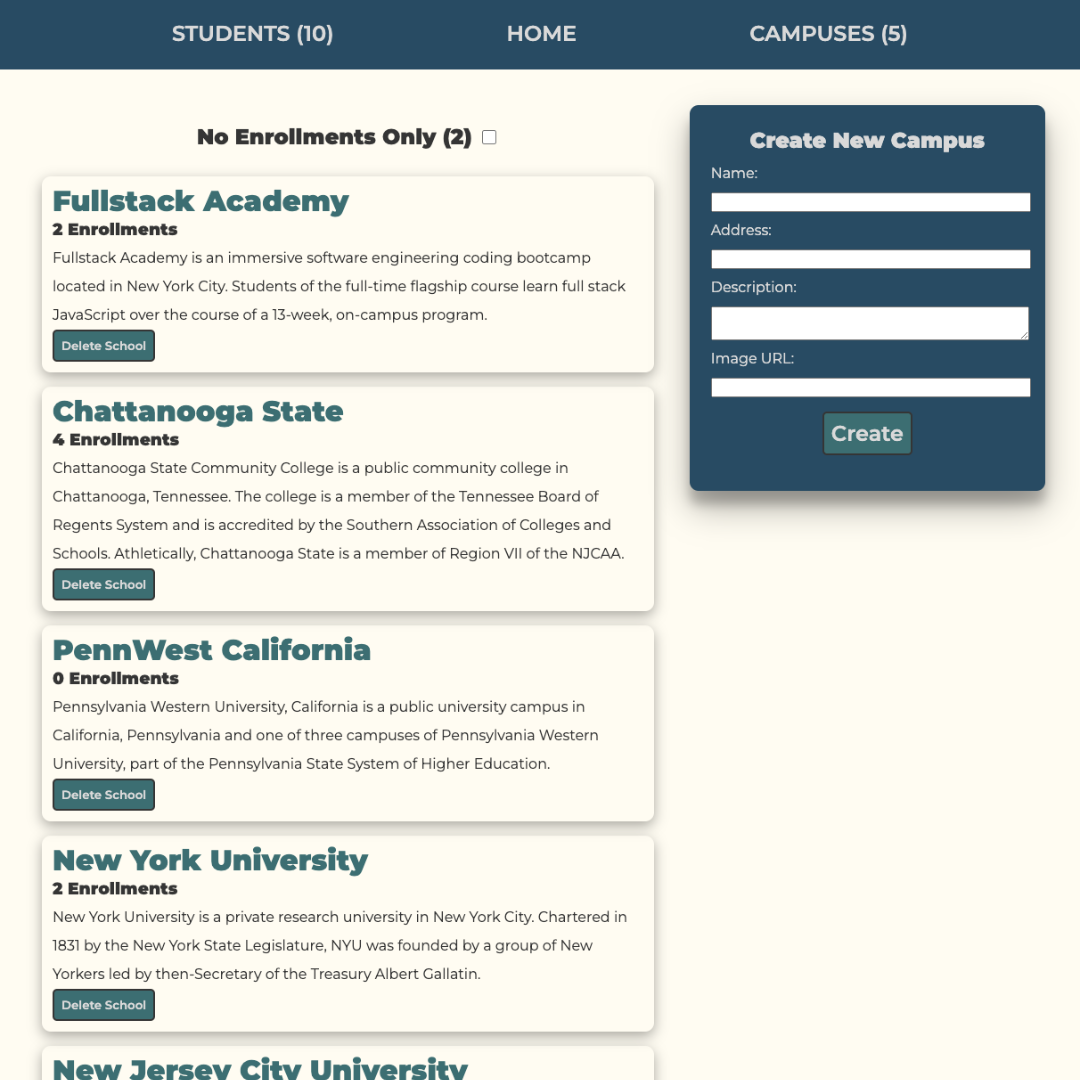 STUDENTS (10) HOME CAMPUSES (5)
No Enrollments Only (2)
Fullstack Academy
2 Enrollments
Fullstack Academy is an immersive software engineering coding bootcamp
located in New York City. Students of the full-time flagship course learn full stack
JavaScript over the course of a 13-week, on-campus program.
Delete School
Chattanooga State
4 Enrollments
Chattanooga State Community College is a public community college in
Chattanooga, Tennessee. The college is a member of the Tennessee Board of
Regents System and is accredited by the Southern Association of Colleges and
Schools. Athletically, Chattanooga State is a member of Region VII of the NJCAA.
Delete School
PennWest California
0 Enrollments
Pennsylvania Western University, California is a public university campus in
California, Pennsylvania and one of three campuses of Pennsylvania Western
University, part of the Pennsylvania State System of Higher Education.
Delete School
New York University
2 Enrollments
New York University is a private research university in New York City. Chartered in
1831 by the New York State Legislature, NYU was founded by a group of New
Yorkers led by then-Secretary of the Treasury Albert Gallatin.
Delete School
New Jersey City University
Create New Campus
Name:
Address:
Description:
Image URL:
Create